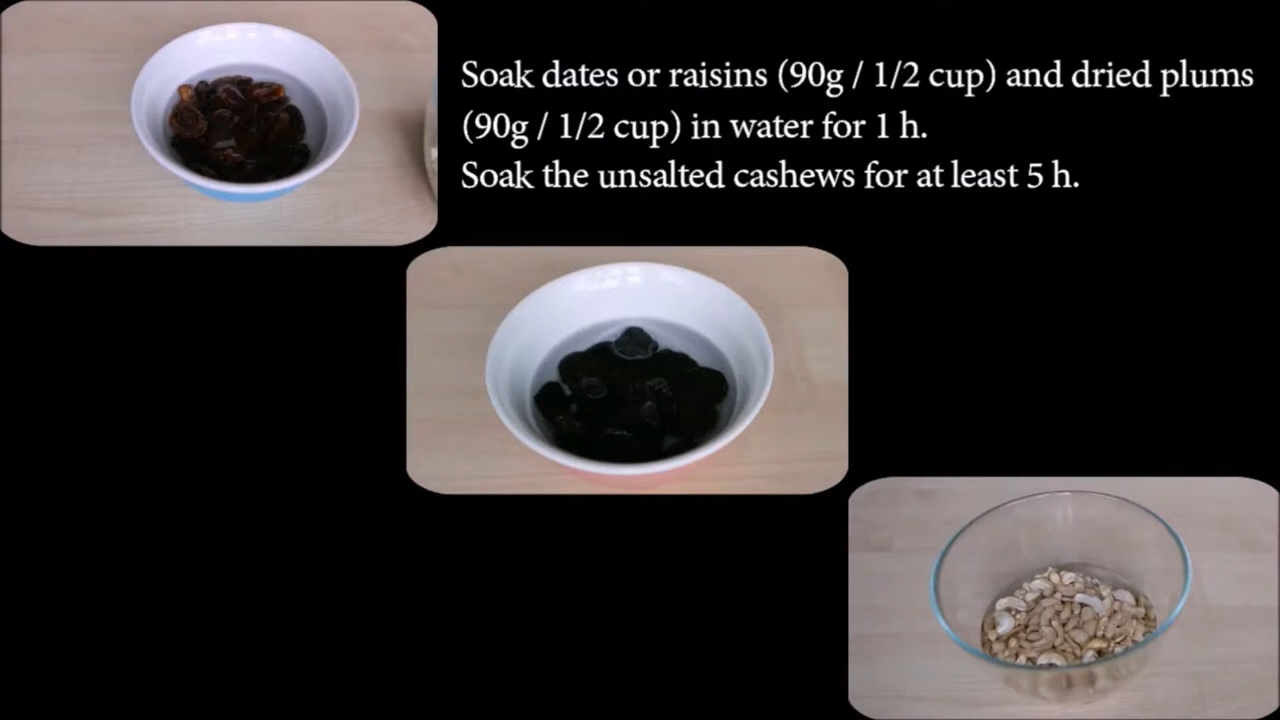 Soak dates or raisins (90g / 1/2 cup) and dried plums
(90g / 1/2 cup) in water for 1 h.
Soak the unsalted cashews for at least 5 h.